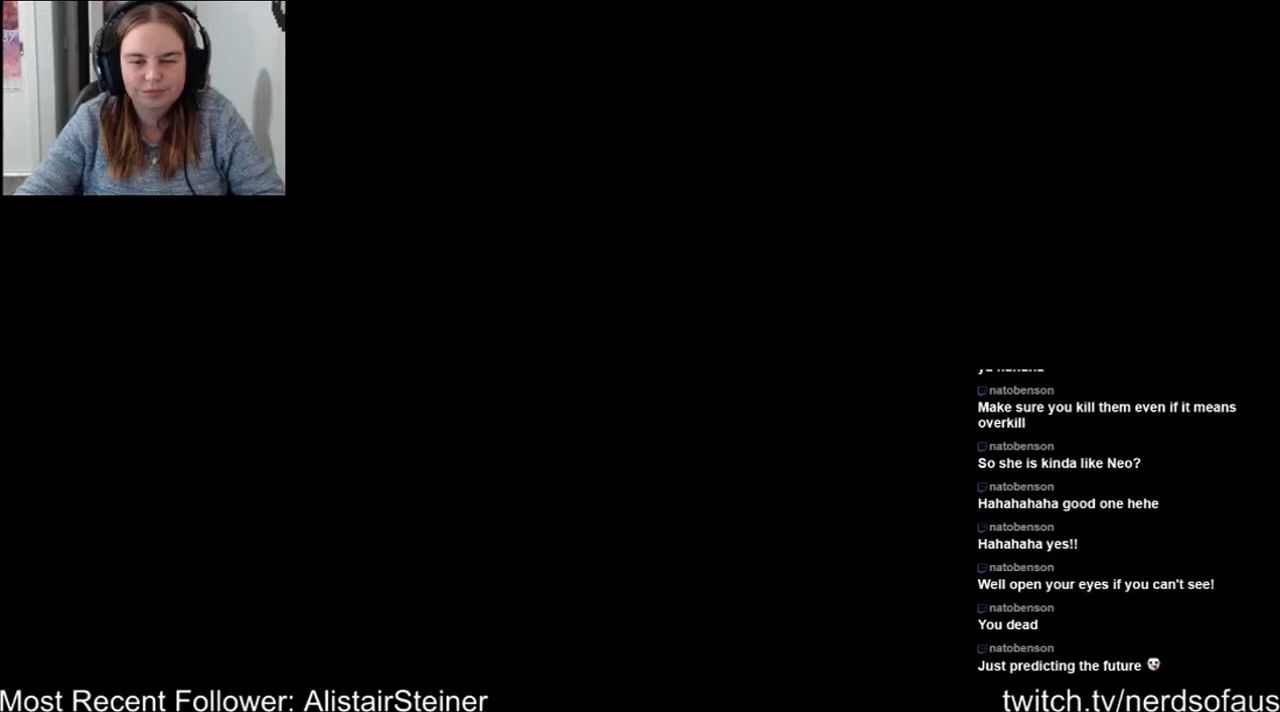 natobenson
Make sure you kill them even if it means
overkill
natobenson
So she is kinda like Neo?
natobenson
Hahahahaha good one hehe
natobenson
Hahahaha yes!!
natobenson
Well open your eyes if you can't see!
natobenson
You dead
natobenson
Just predicting the future
Most Recent Follower: AlistairSteiner
twitch.tv/nerdsofaus